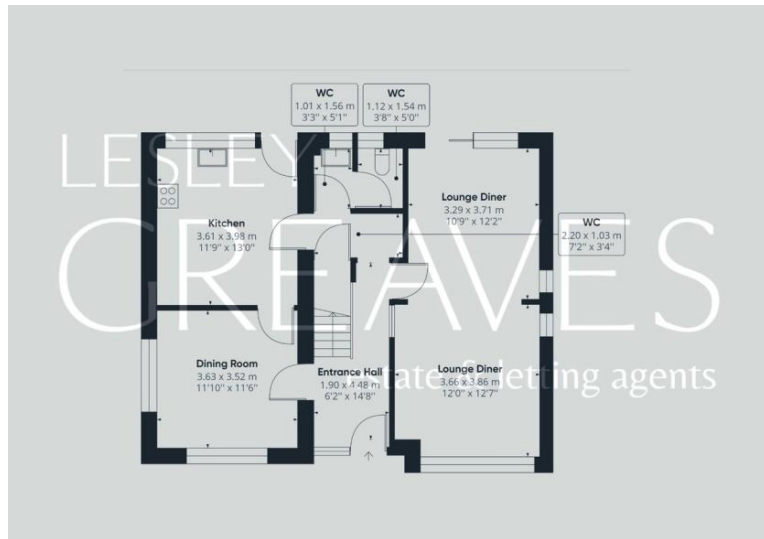 WC
1.01 x 1.56 m
3'3" x 5'1"
WC
1.12 x 1.54 m
3'8" x 5'0"
LESLEY
GREAVES
estate & letting agents
Kitchen
3.61 x 3.98 m
11'9" x 13'0"
Lounge Diner
3.29 x 3.71 m
10'9" x 12'2"
WC
2.20 x 1.03 m
7'2" x 3'4"
Dining Room
3.63 x 3.52 m
11'10" x 11'6"
Entrance Hall
1.90 x 4.48 m
6'2" x 14'8"
Lounge Diner
3.66 x 3.86 m
12'0" x 12'7"